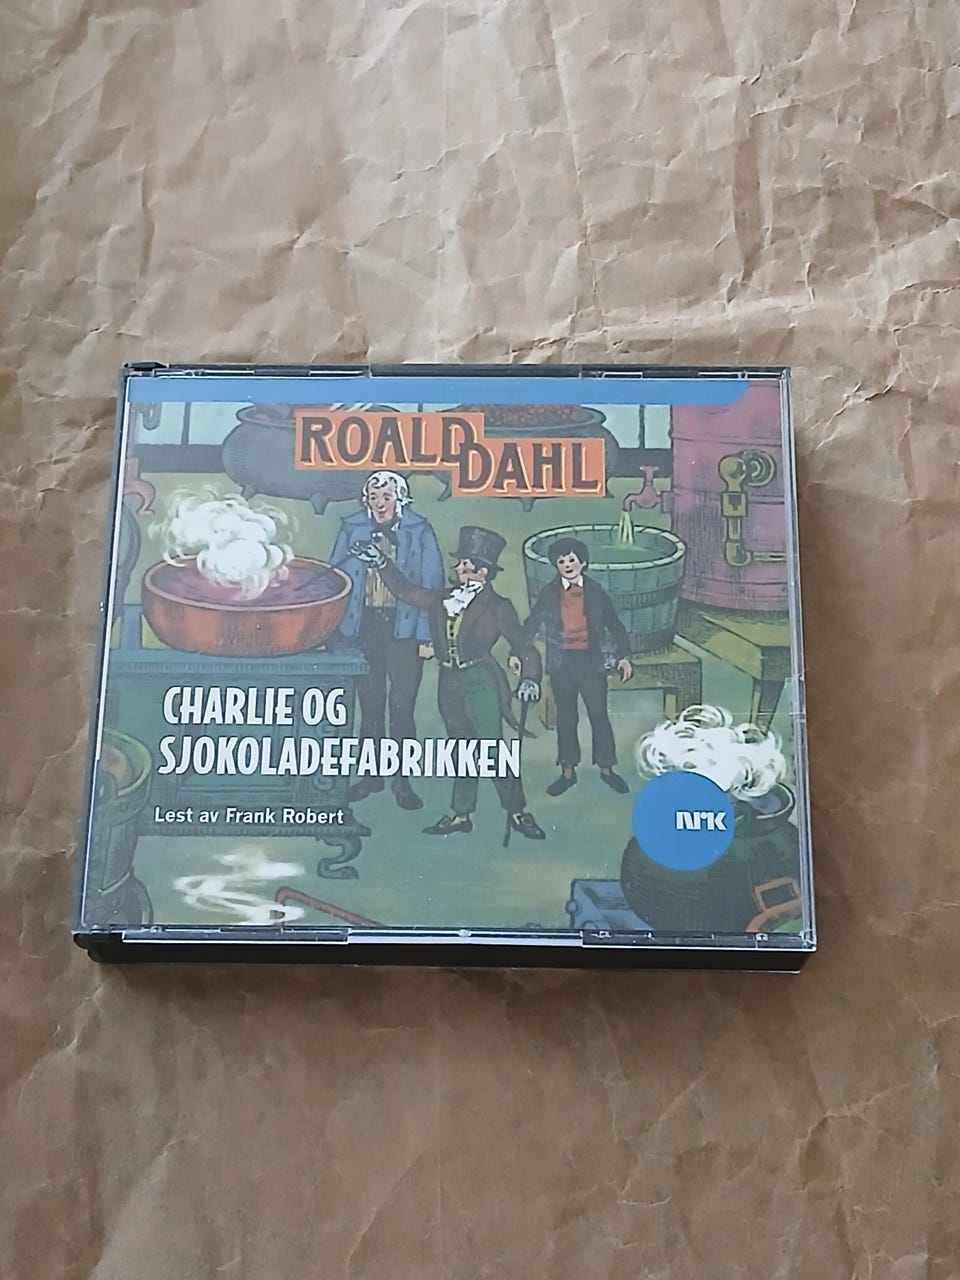 ROALD DAHL
CHARLIE OG
SJOKOLADEFABRIKKEN
Lest av Frank Robert
NRK